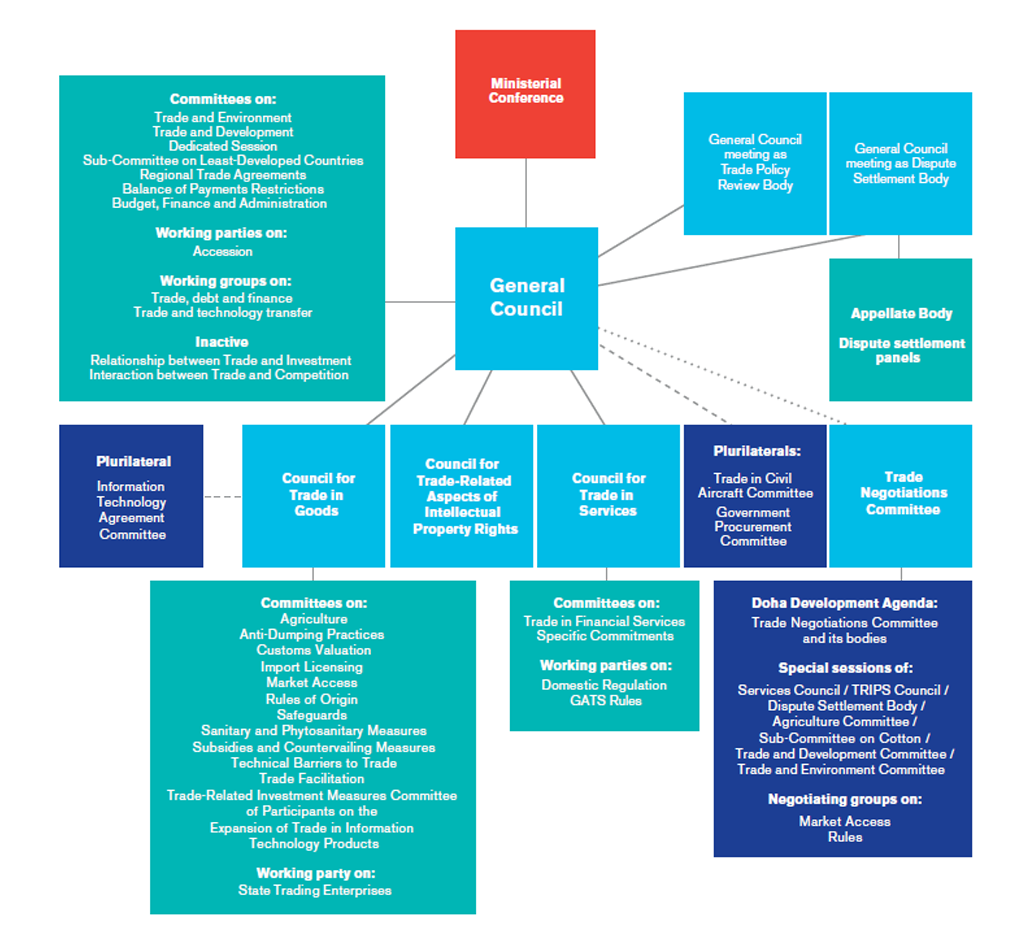 Ministerial
Conference
Committees on:
Trade and Environment
Trade and Development
Dedicated Session
Sub-Committee on Least-Developed Countries
Regional Trade Agreements
Balance of Payments Restrictions
Budget, Finance and Administration
Working parties on:
Accession
Working groups on:
Trade, debt and finance
Trade and technology transfer
Inactive
Relationship between Trade and Investment
Interaction between Trade and Competition
General Council
meeting as
Trade Policy
Review Body
General Council
meeting as Dispute
Settlement Body
General
Council
Appellate Body
Dispute settlement
panels
Plurilateral
Information
Technology
Agreement
Committee
Council for
Trade in
Goods
Council for
Trade-Related
Aspects of
Intellectual
Property Rights
Council for
Trade in
Services
Plurilaterals:
Trade in Civil
Aircraft Committee
Government
Procurement
Committee
Trade
Negotiations
Committee
Committees on:
Agriculture
Anti-Dumping Practices
Customs Valuation
Import Licensing
Market Access
Rules of Origin
Safeguards
Sanitary and Phytosanitary Measures
Subsidies and Countervailing Measures
Technical Barriers to Trade
Trade Facilitation
Trade-Related Investment Measures Committee
of Participants on the
Expansion of Trade in Information
Technology Products
Working party on:
State Trading Enterprises
Committees on:
Trade in Financial Services
Specific Commitments
Working parties on:
Domestic Regulation
GATS Rules
Doha Development Agenda:
Trade Negotiations Committee
and its bodies
Special sessions of:
Services Council / TRIPS Council /
Dispute Settlement Body /
Agriculture Committee /
Sub-Committee on Cotton /
Trade and Development Committee /
Trade and Environment Committee
Negotiating groups on:
Market Access
Rules